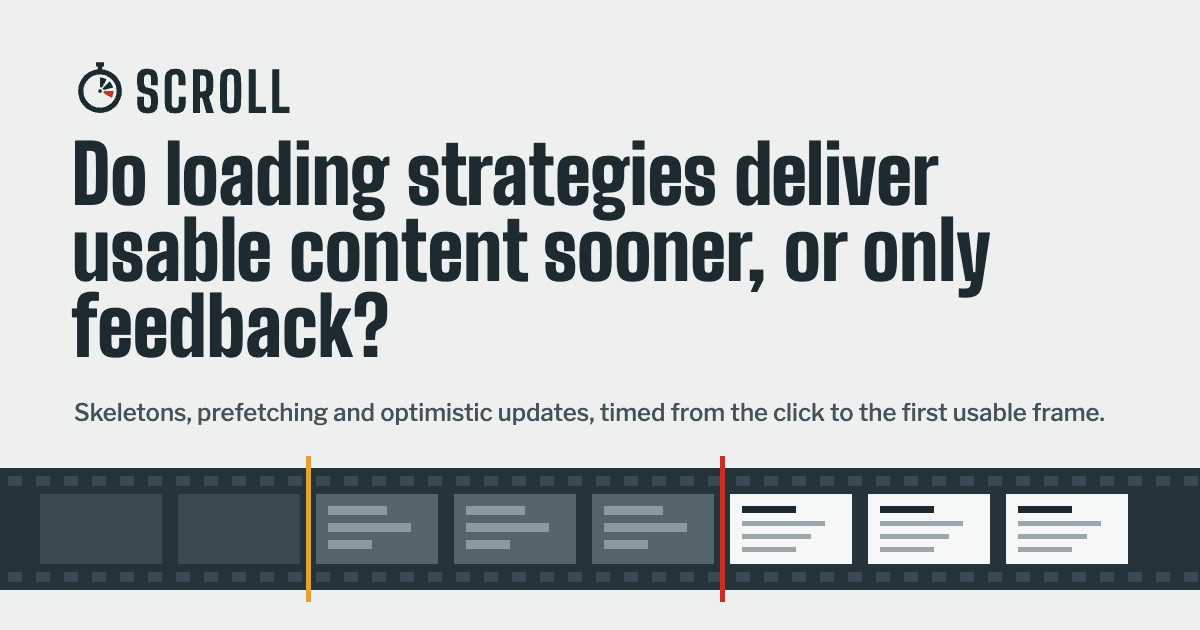 SCROLL
Do loading strategies deliver
usable content sooner, or only
feedback?
Skeletons, prefetching and optimistic updates, timed from the click to the first usable frame.